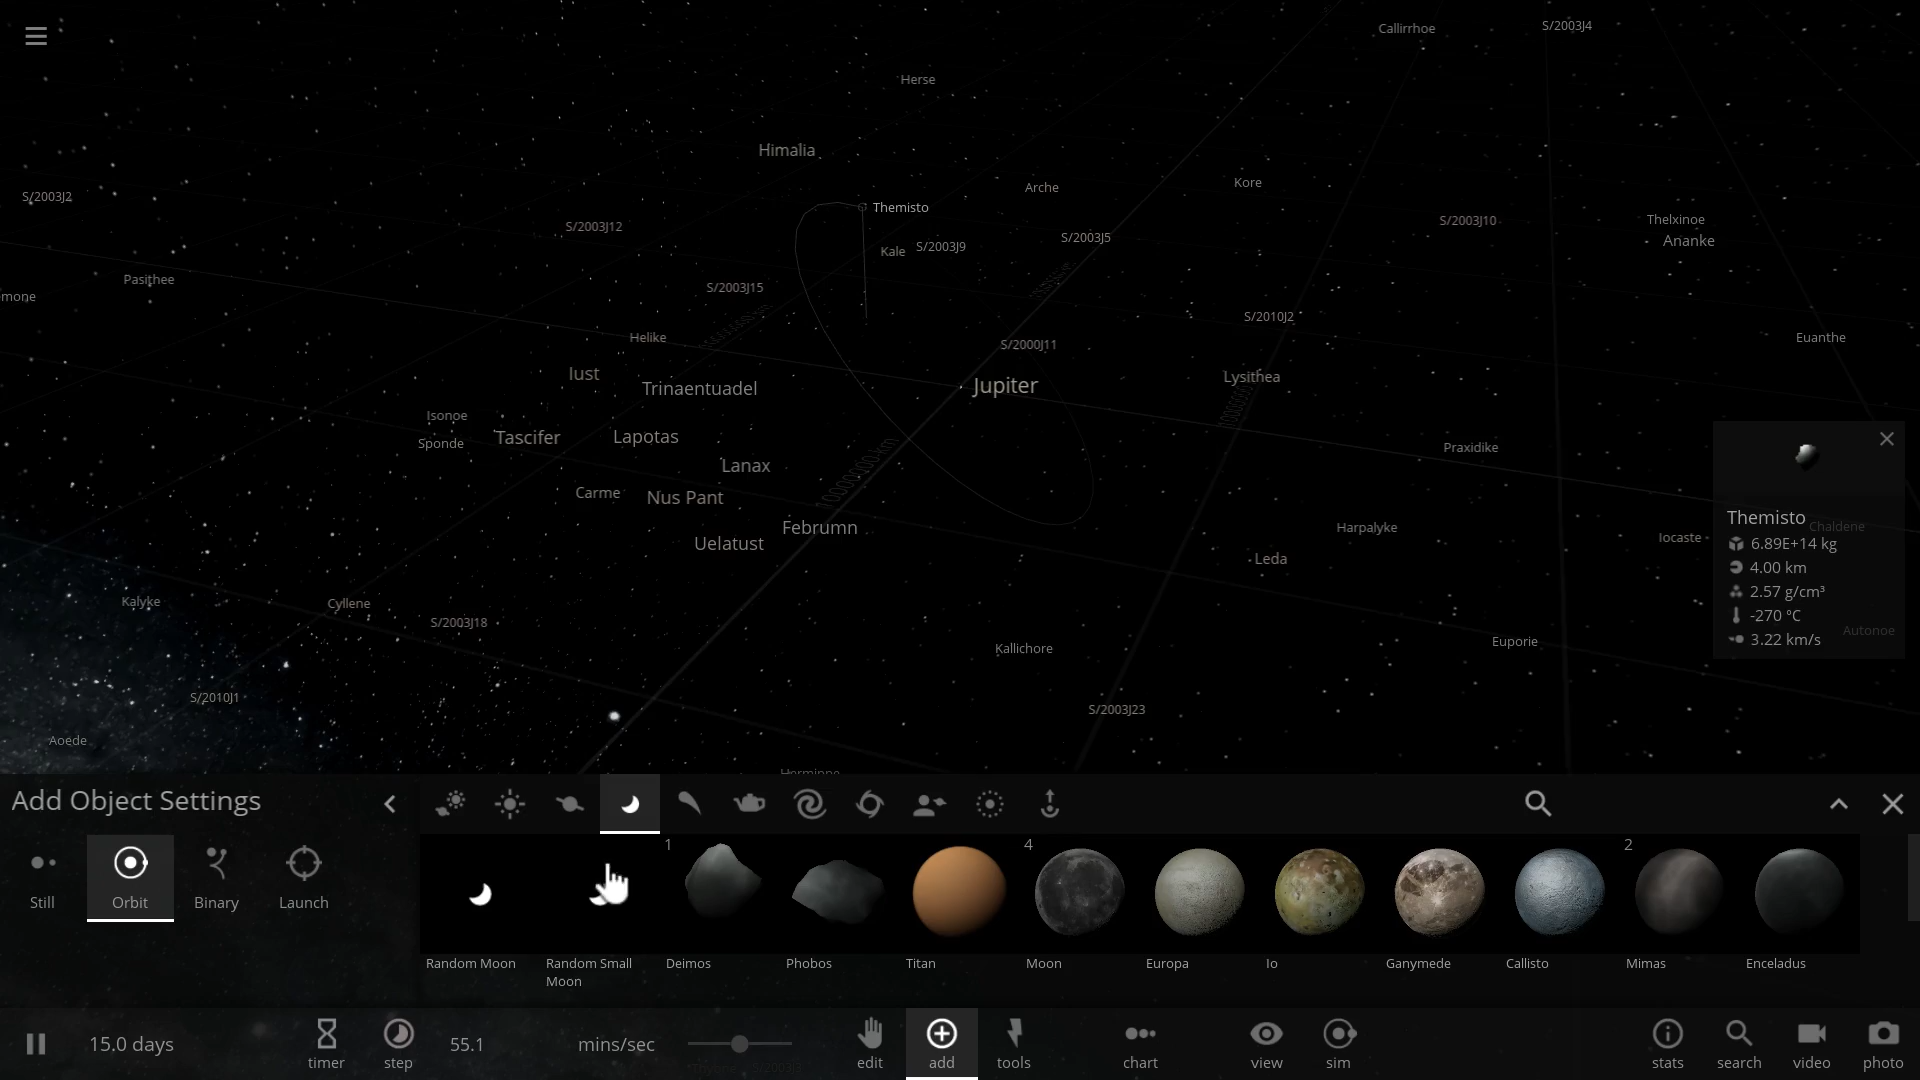 Callirrhoe
S/2003J4
Herse
Himalia
Arche
Kore
S/2003J2
Themisto
S/2003J12
Kale
S/2003J9
S/2003J5
S/2003J10
Thelxinoe
Ananke
Pasithee
mone
S/2003J15
S/2010J2
Helike
S/2000J11
Euanthe
Iust
Trinaentuadel
Jupiter
Lysithea
Isonoe
Sponde
Tascifer
Lapotas
Praxidike
Lanax
Carme
Nus Pant
Februmn
Uelatust
Harpalyke
Iocaste
Leda
Themisto
Chaldene
6.89E+14 kg
4.00 km
2.57 g/cm³
-270 °C
3.22 km/s
Autonoe
Kalyke
Cyllene
S/2003J18
Kallichore
Euporie
S/2010J1
S/2003J23
Aoede
Hermippe
Add Object Settings
Still
Orbit
Binary
Launch
1
4
2
Random Moon
Random Small
Moon
Deimos
Phobos
Titan
Moon
Europa
Io
Ganymede
Callisto
Mimas
Enceladus
15.0 days
timer
step
55.1
mins/sec
edit
add
tools
chart
view
sim
stats
search
video
photo